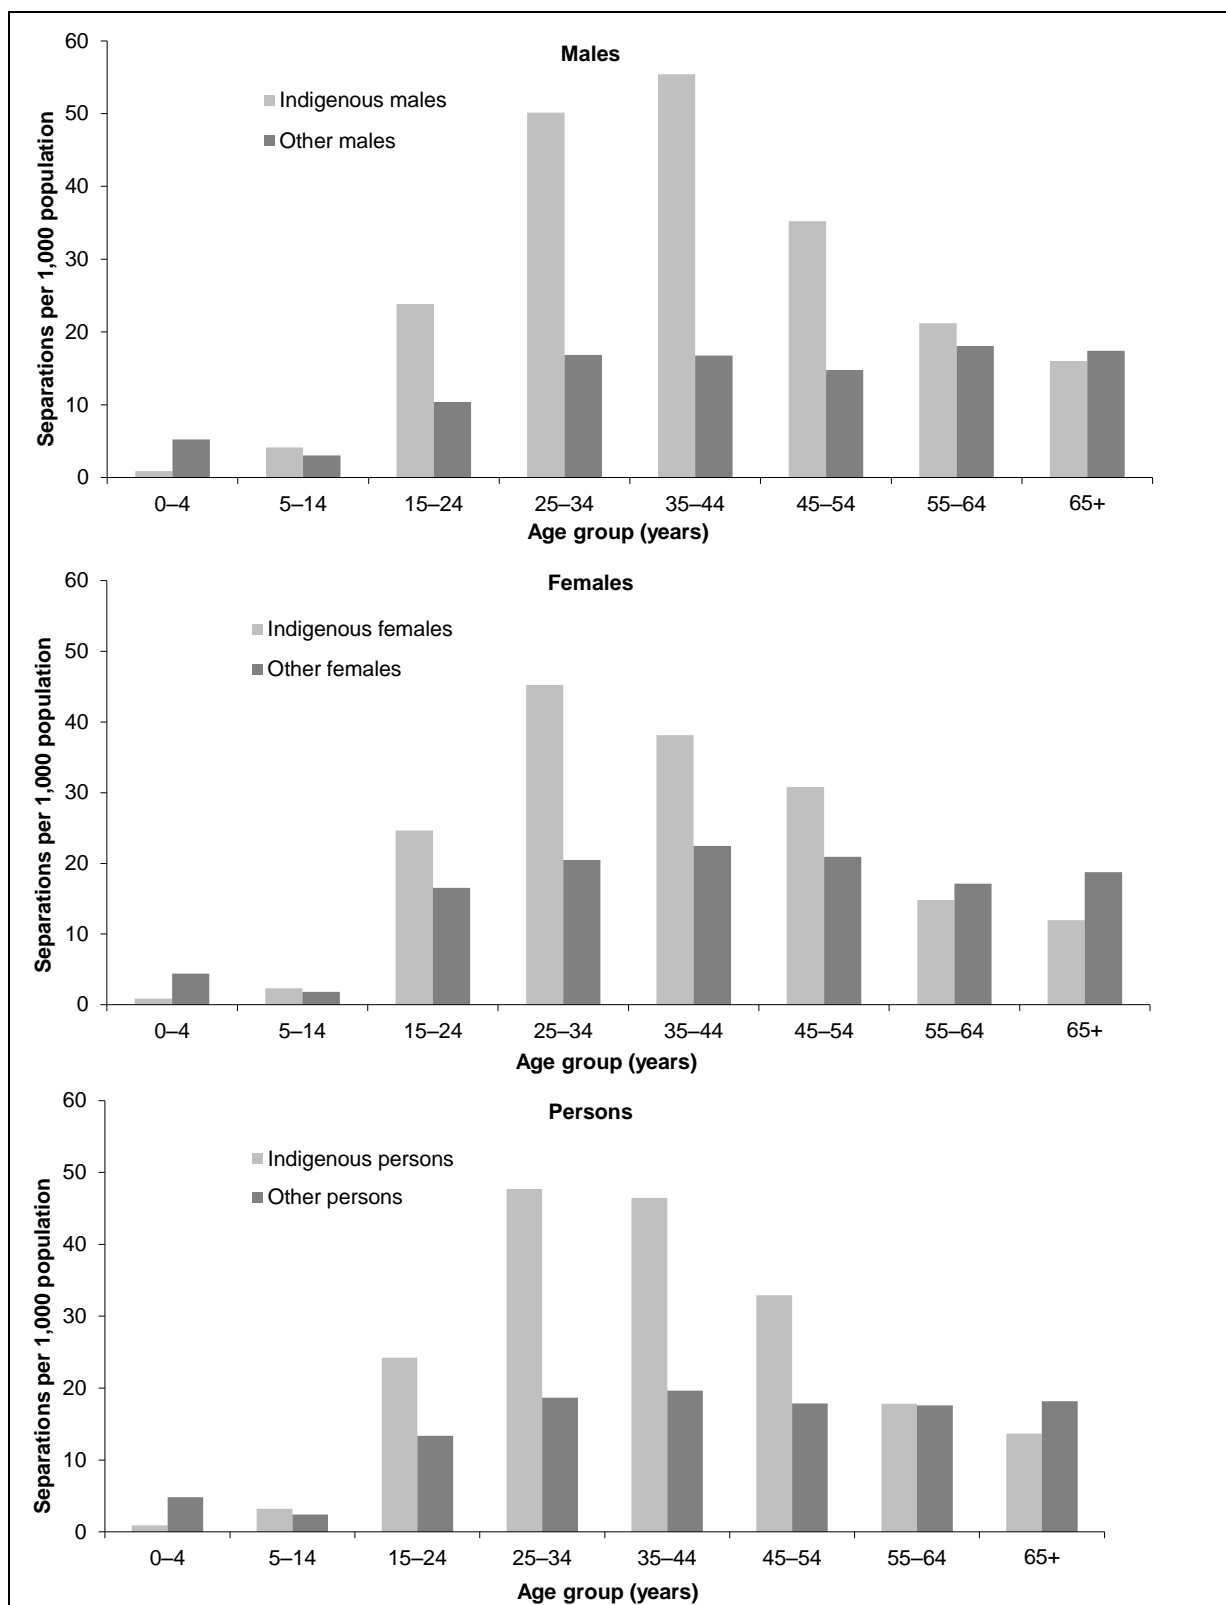 Males
Indigenous males
Other males
Separations per 1,000 population
60
50
40
30
20
10
0
0–4 5–14 15–24 25–34 35–44 45–54 55–64 65+
Age group (years)
Females
Indigenous females
Other females
Separations per 1,000 population
60
50
40
30
20
10
0
0–4 5–14 15–24 25–34 35–44 45–54 55–64 65+
Age group (years)
Persons
Indigenous persons
Other persons
Separations per 1,000 population
60
50
40
30
20
10
0
0–4 5–14 15–24 25–34 35–44 45–54 55–64 65+
Age group (years)